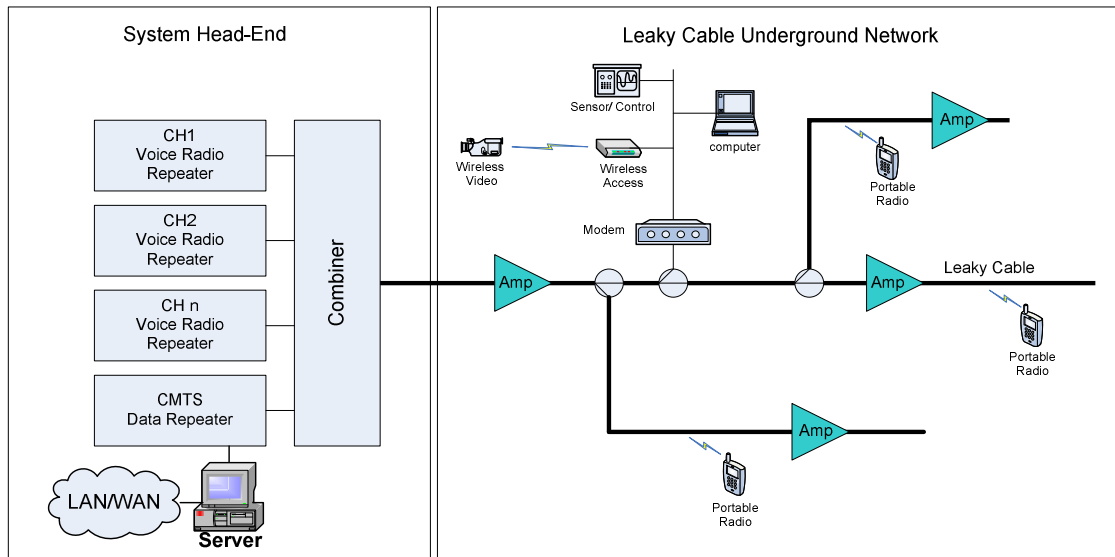 System Head-End
CH1
Voice Radio
Repeater
CH2
Voice Radio
Repeater
CH n
Voice Radio
Repeater
CMTS
Data Repeater
Combiner
LAN/WAN
Server
Leaky Cable Underground Network
Sensor/ Control
computer
Wireless
Video
Wireless
Access
Modem
Amp
Amp
Portable
Radio
Amp
Leaky Cable
Portable
Radio
Amp
Portable
Radio